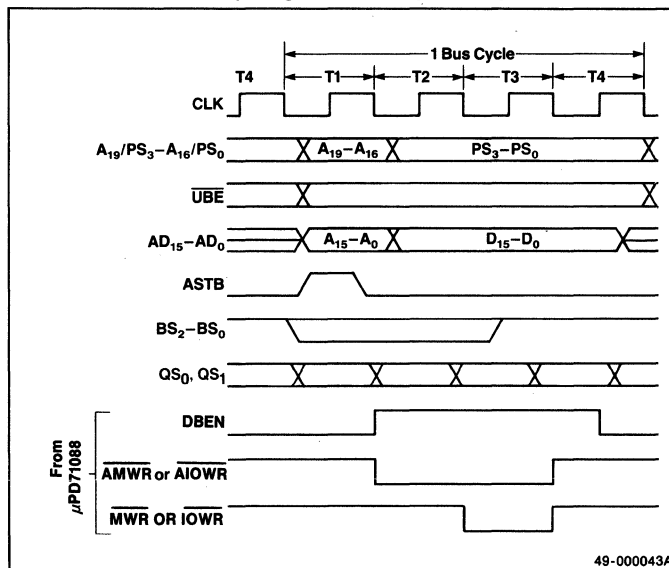 1 Bus Cycle
T4 T1 T2 T3 T4
CLK
A19/PS3–A16/PS0 A19–A16 PS3–PS0
UBE
AD15–AD0 A15–A0 D15–D0
ASTB
BS2–BS0
QS0, QS1
DBEN
AMWR or AIOWR
MWR OR IOWR
From
μPD71088
49-000043A